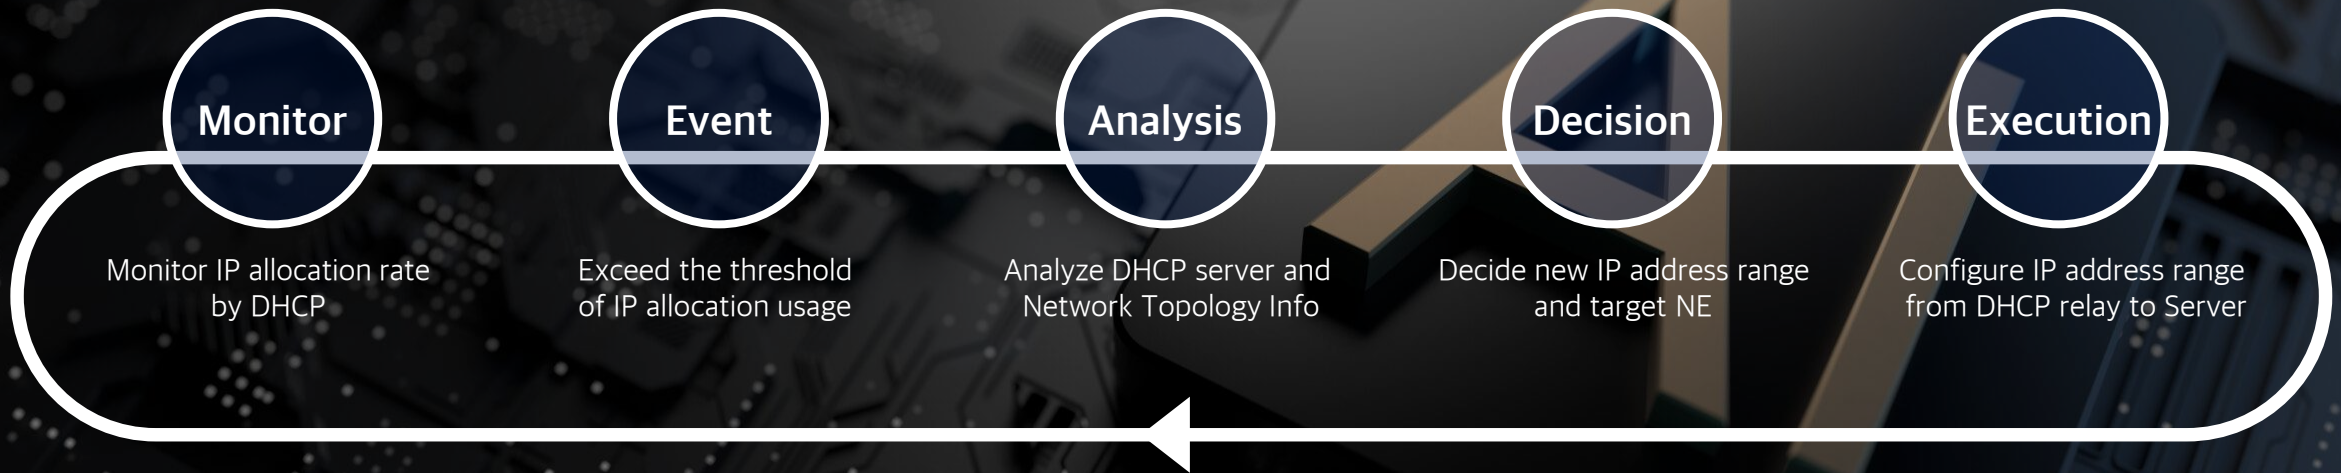 Monitor
Event
Analysis
Decision
Execution
Monitor IP allocation rate
by DHCP
Exceed the threshold
of IP allocation usage
Analyze DHCP server and
Network Topology Info
Decide new IP address range
and target NE
Configure IP address range
from DHCP relay to Server